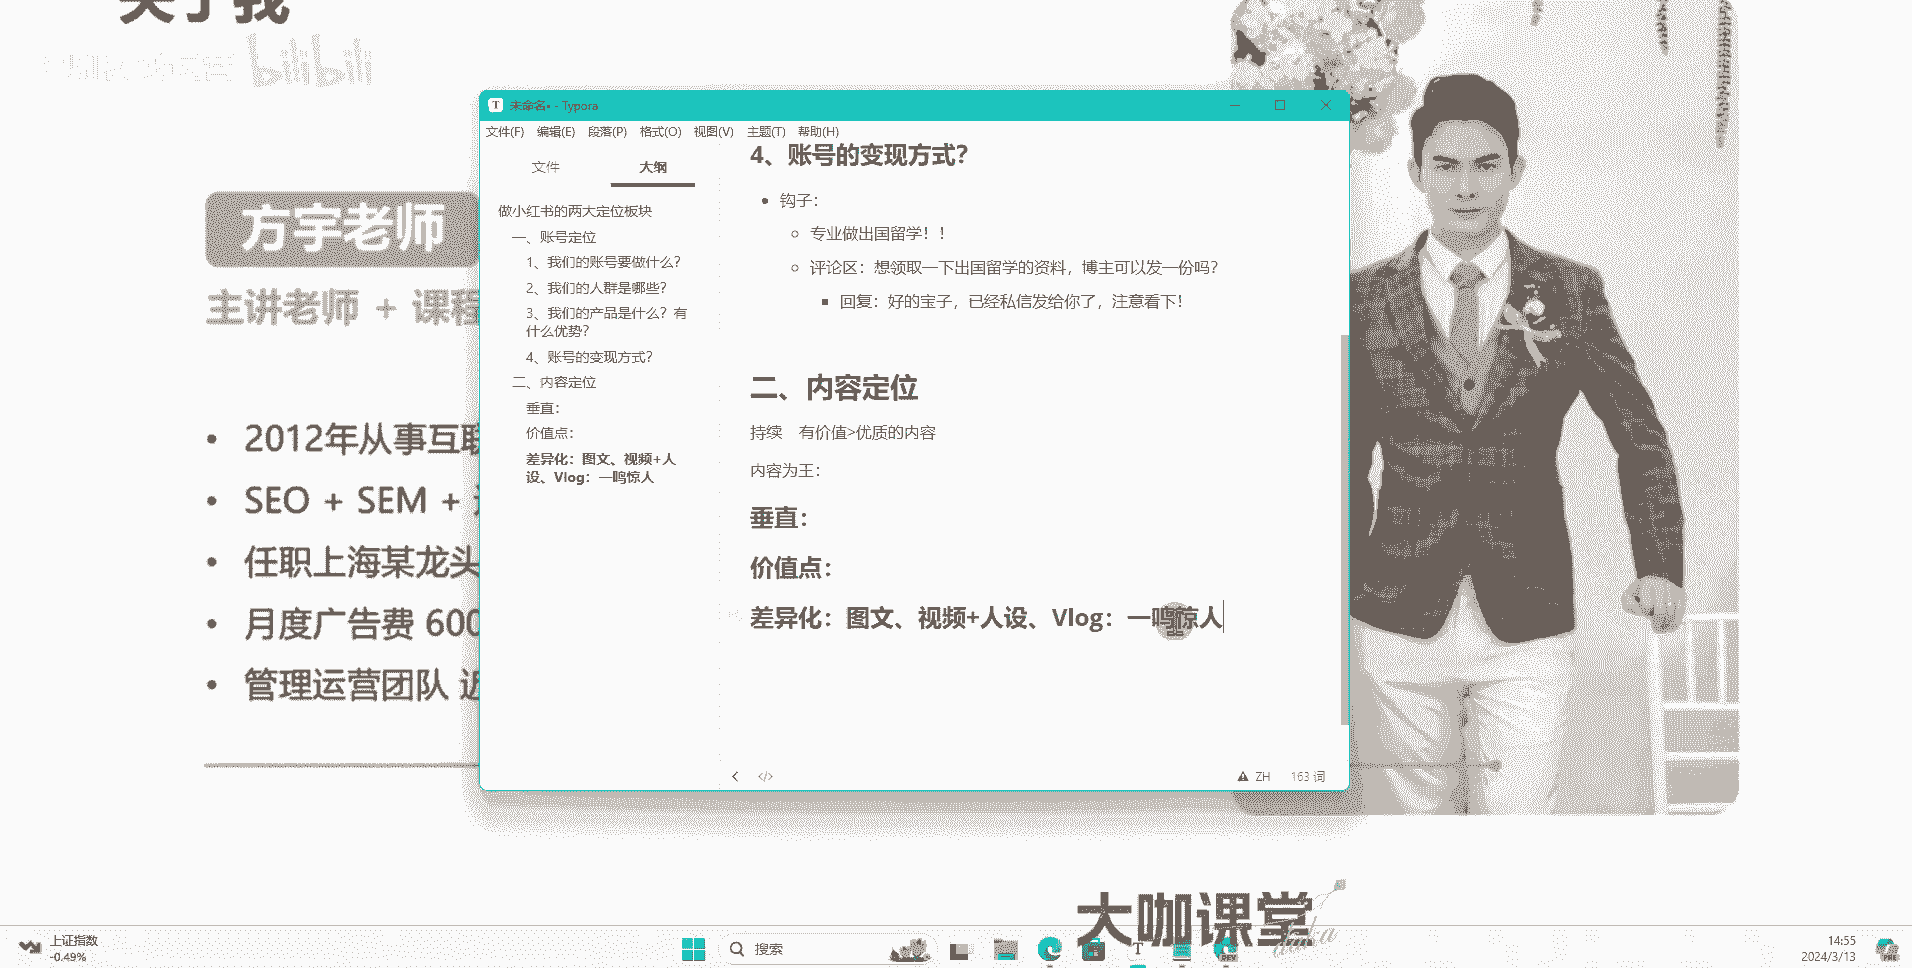 关于我
bilibili
方宇老师
主讲老师 + 课程
2012年从事互联
SEO + SEM +
任职上海某龙头
月度广告费 600
管理运营团队
未命名• - Typora
文件(F) 编辑(E) 段落(P) 格式(O) 视图(V) 主题(T) 帮助(H)
文件 大纲
做小红书的两大定位板块
一、账号定位
1、我们的账号要做什么?
2、我们的人群是哪些?
3、我们的产品是什么? 有
什么优势?
4、账号的变现方式?
二、内容定位
垂直:
价值点:
差异化: 图文、视频+人
设、Vlog: 一鸣惊人
4、账号的变现方式?
钩子:
专业做出国留学! !
评论区: 想领取一下出国留学的资料, 博主可以发一份吗?
回复: 好的宝子, 已经私信发给你了, 注意看下!
二、内容定位
持续 有价值>优质的内容
内容为王:
垂直:
价值点:
差异化: 图文、视频+人设、Vlog: 一鸣惊人
ZH 163 词
大咖课堂
daka
上证指数
-0.49%
搜索
T
DEV
14:55
2024/3/13
PRE